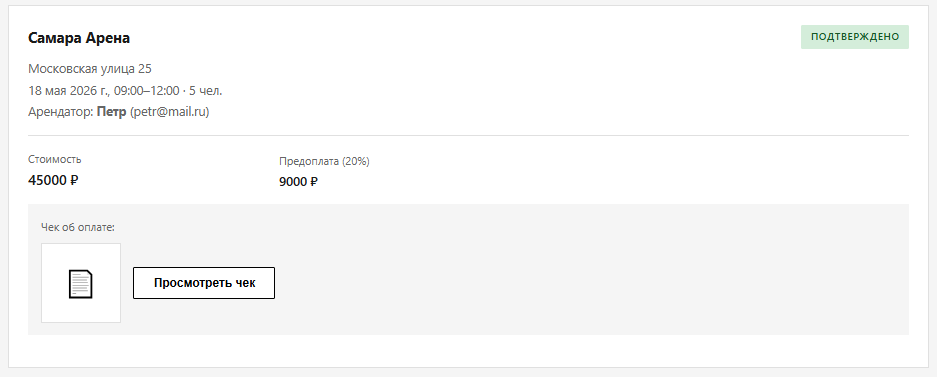 Самара Арена
ПОДТВЕРЖДЕНО
Московская улица 25
18 мая 2026 г., 09:00–12:00 · 5 чел.
Арендатор: Петр (petr@mail.ru)
Стоимость
45000 ₽
Предоплата (20%)
9000 ₽
Чек об оплате:
Просмотреть чек